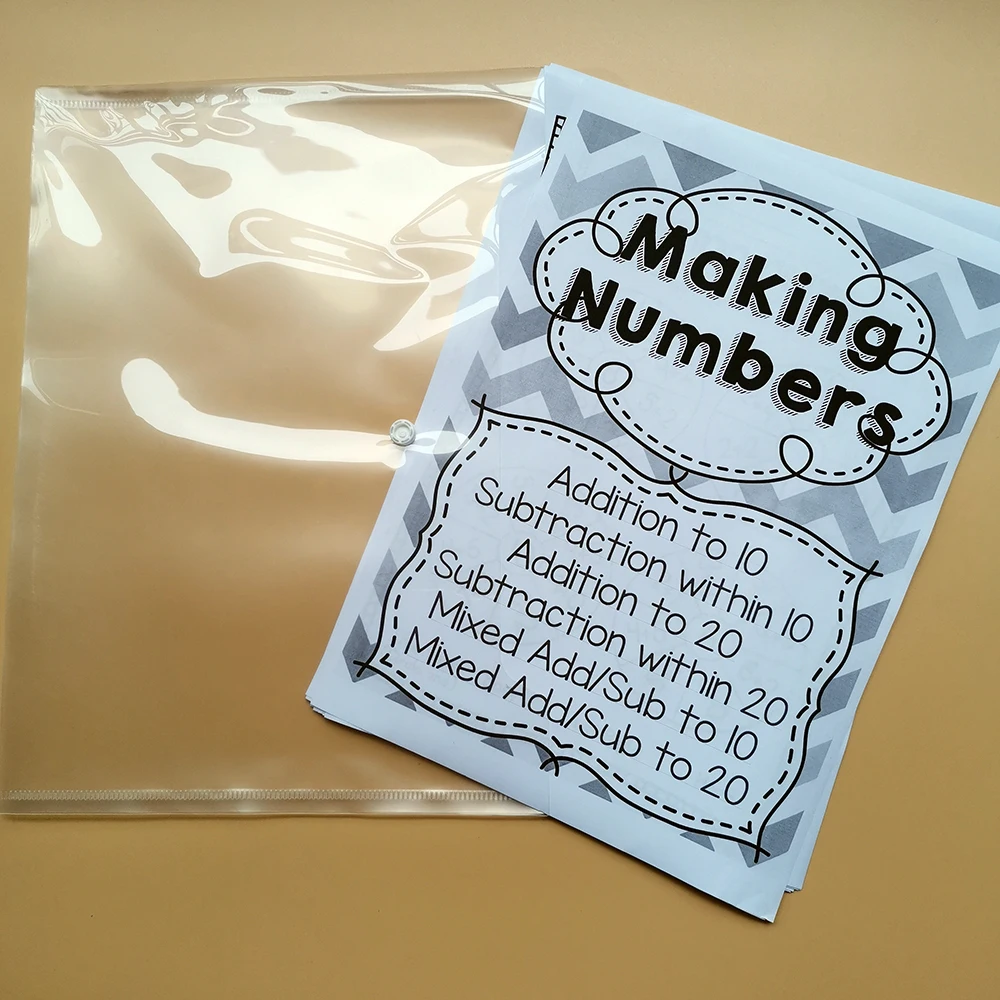 Making
Numbers
Addition to 10
Subtraction within 10
Addition to 20
Subtraction within 20
Mixed Add/Sub to 10
Mixed Add/Sub to 20